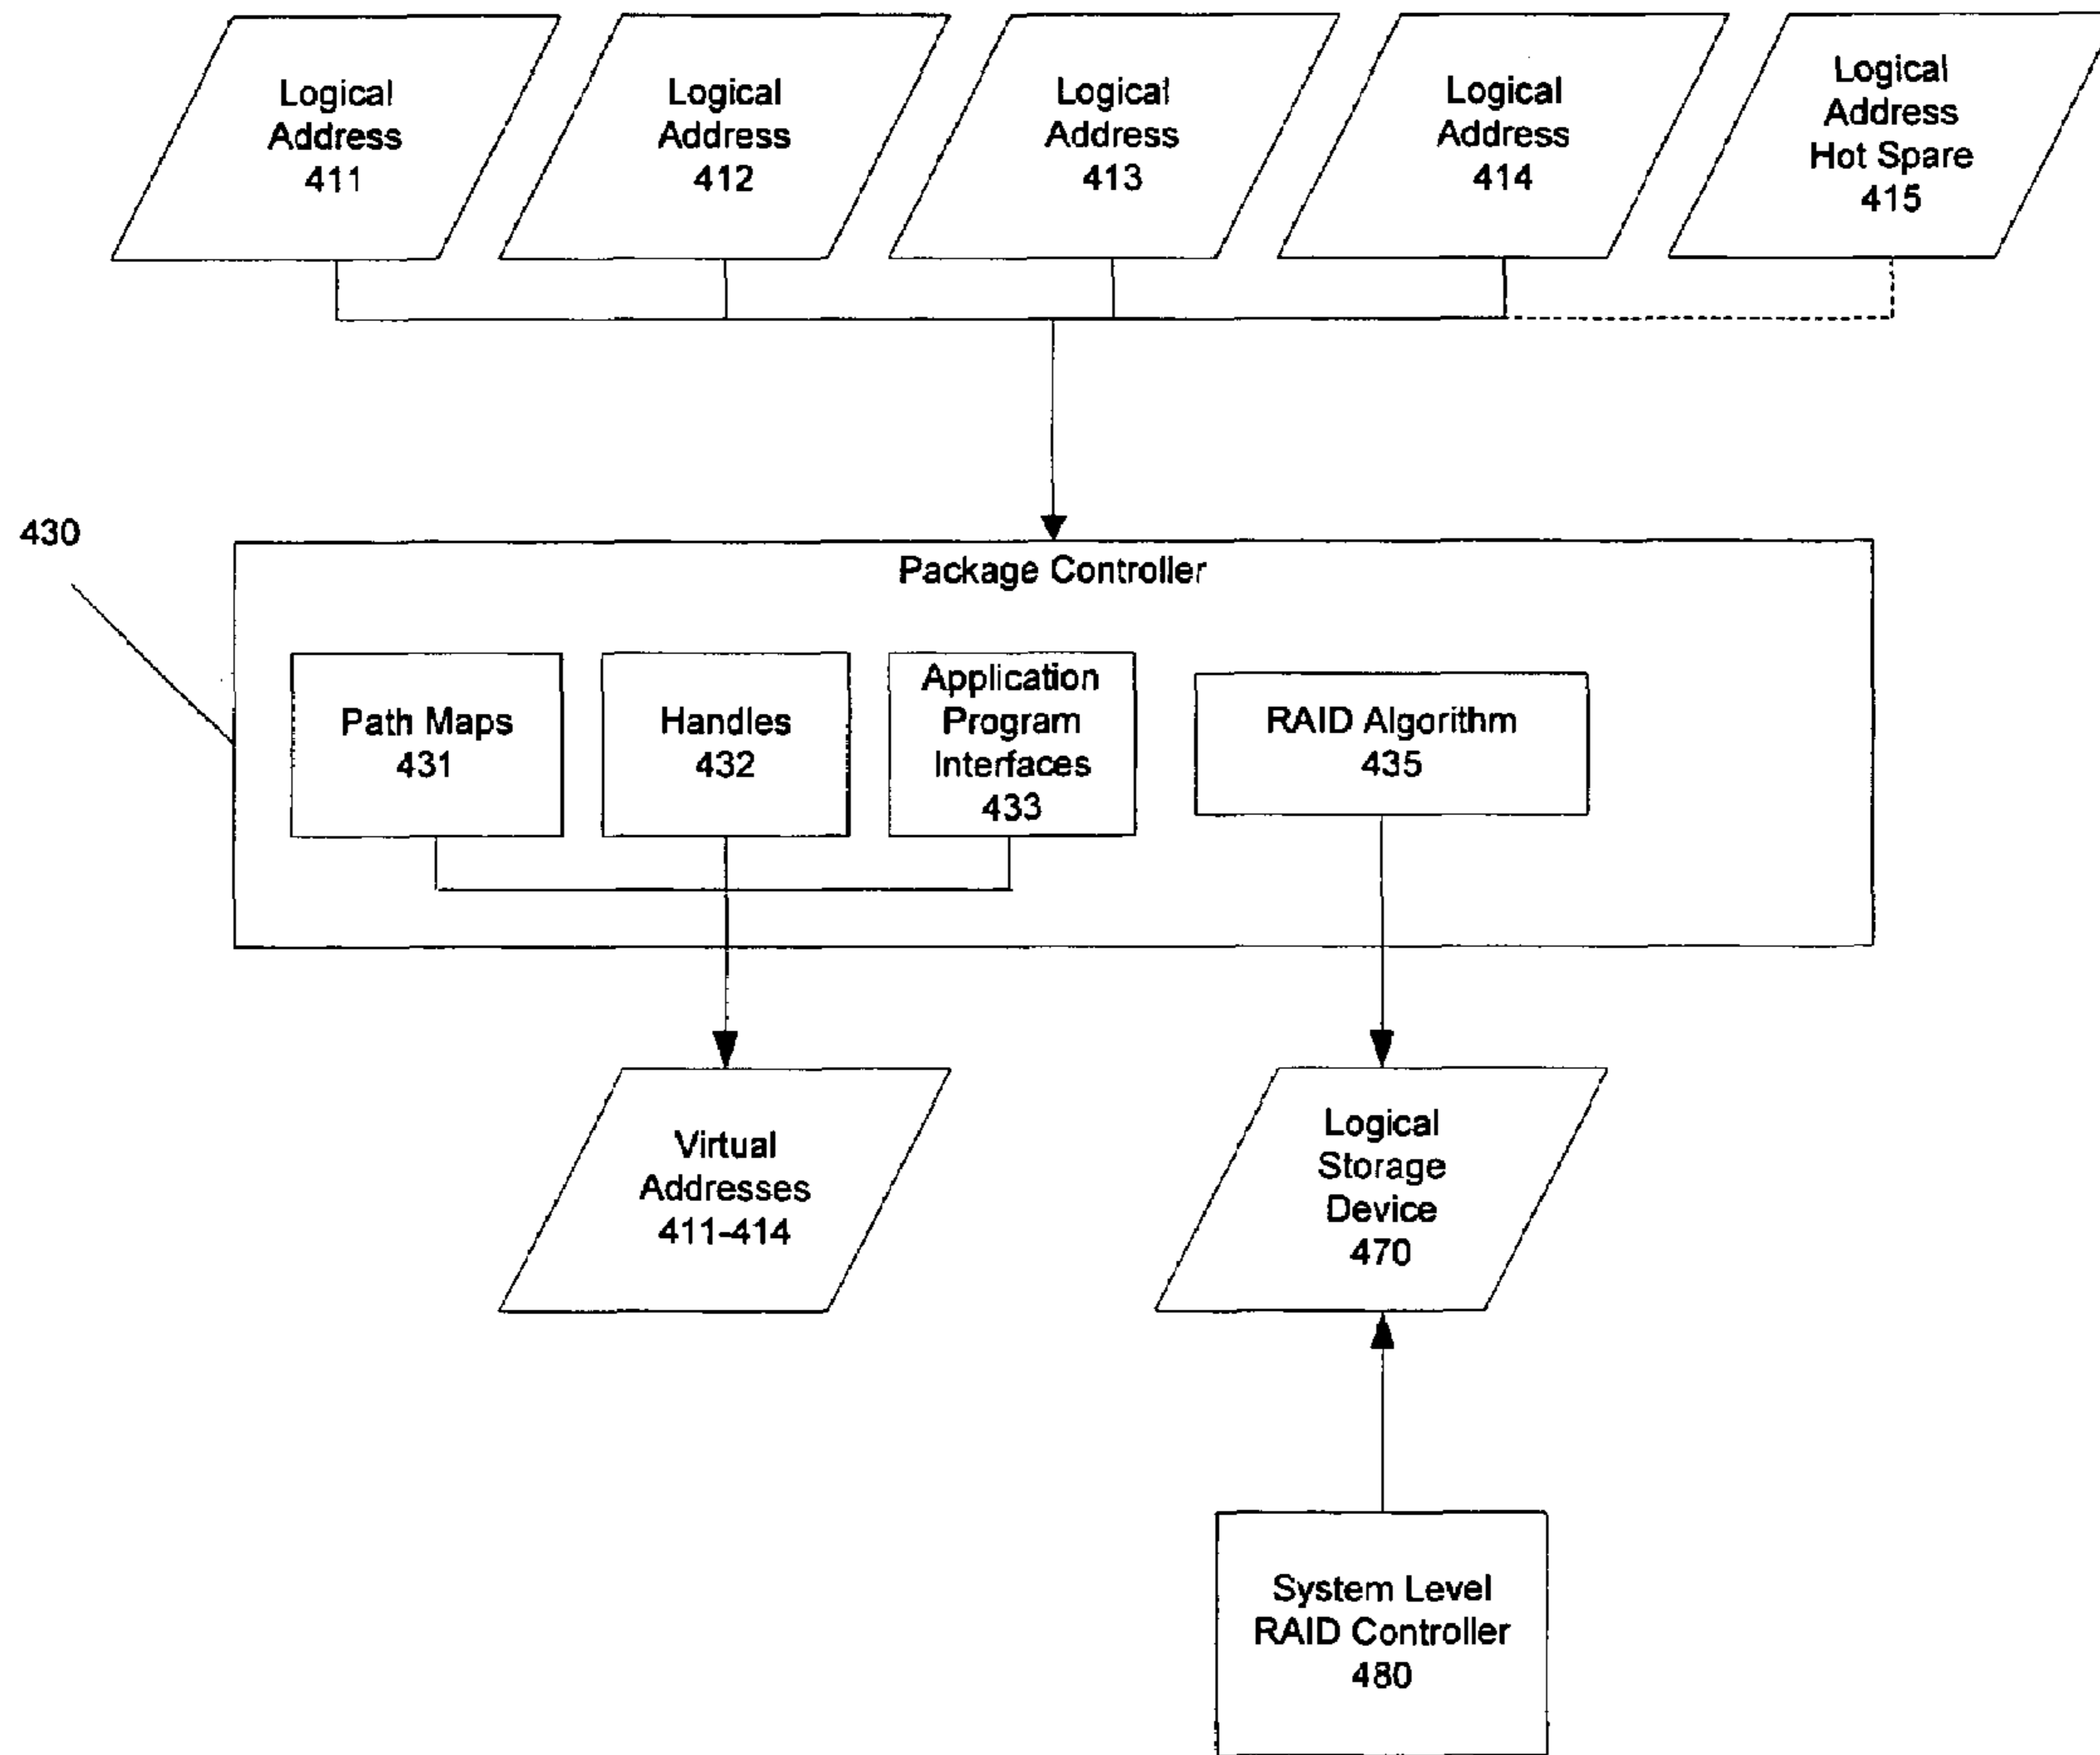 Logical
Address
411
Logical
Address
412
Logical
Address
413
Logical
Address
414
Logical
Address
Hot Spare
415
430
Package Controller
Path Maps
431
Handles
432
Application
Program
Interfaces
433
RAID Algorithm
435
Virtual
Addresses
411-414
Logical
Storage
Device
470
System Level
RAID Controller
480